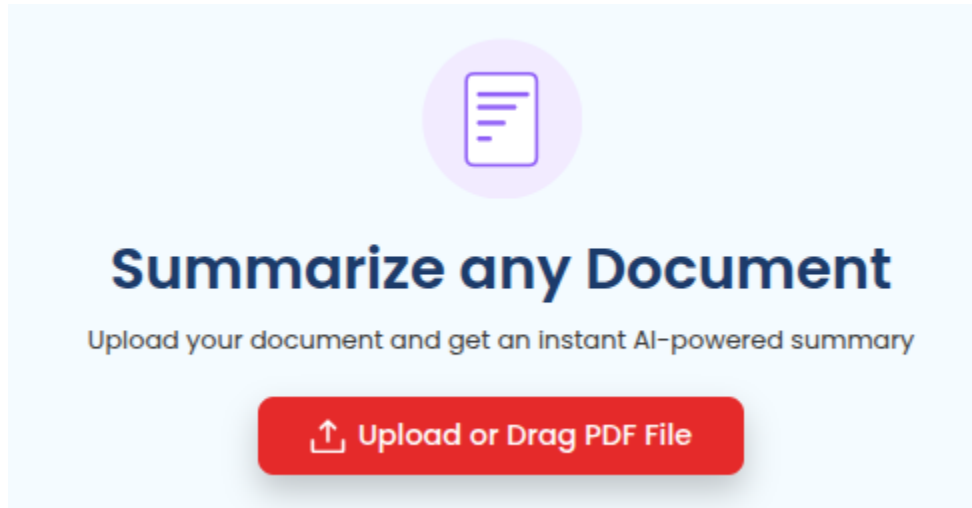 Summarize any Document
Upload your document and get an instant AI-powered summary
Upload or Drag PDF File